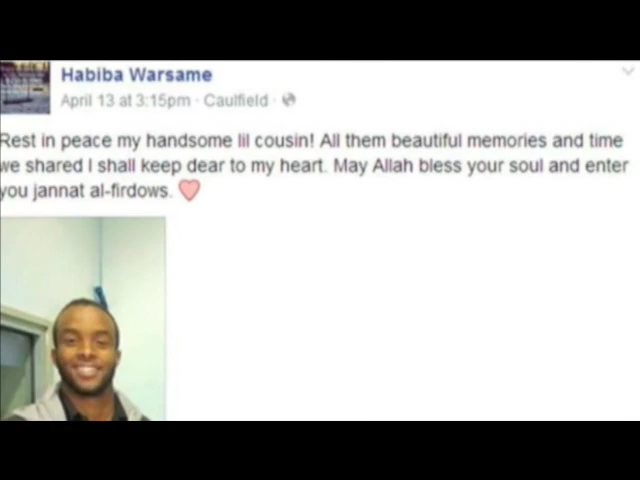 Habiba Warsame
April 13 at 3:15pm · Caulfield ·
Rest in peace my handsome lil cousin! All them beautiful memories and time
we shared I shall keep dear to my heart. May Allah bless your soul and enter
you jannat al-firdows.